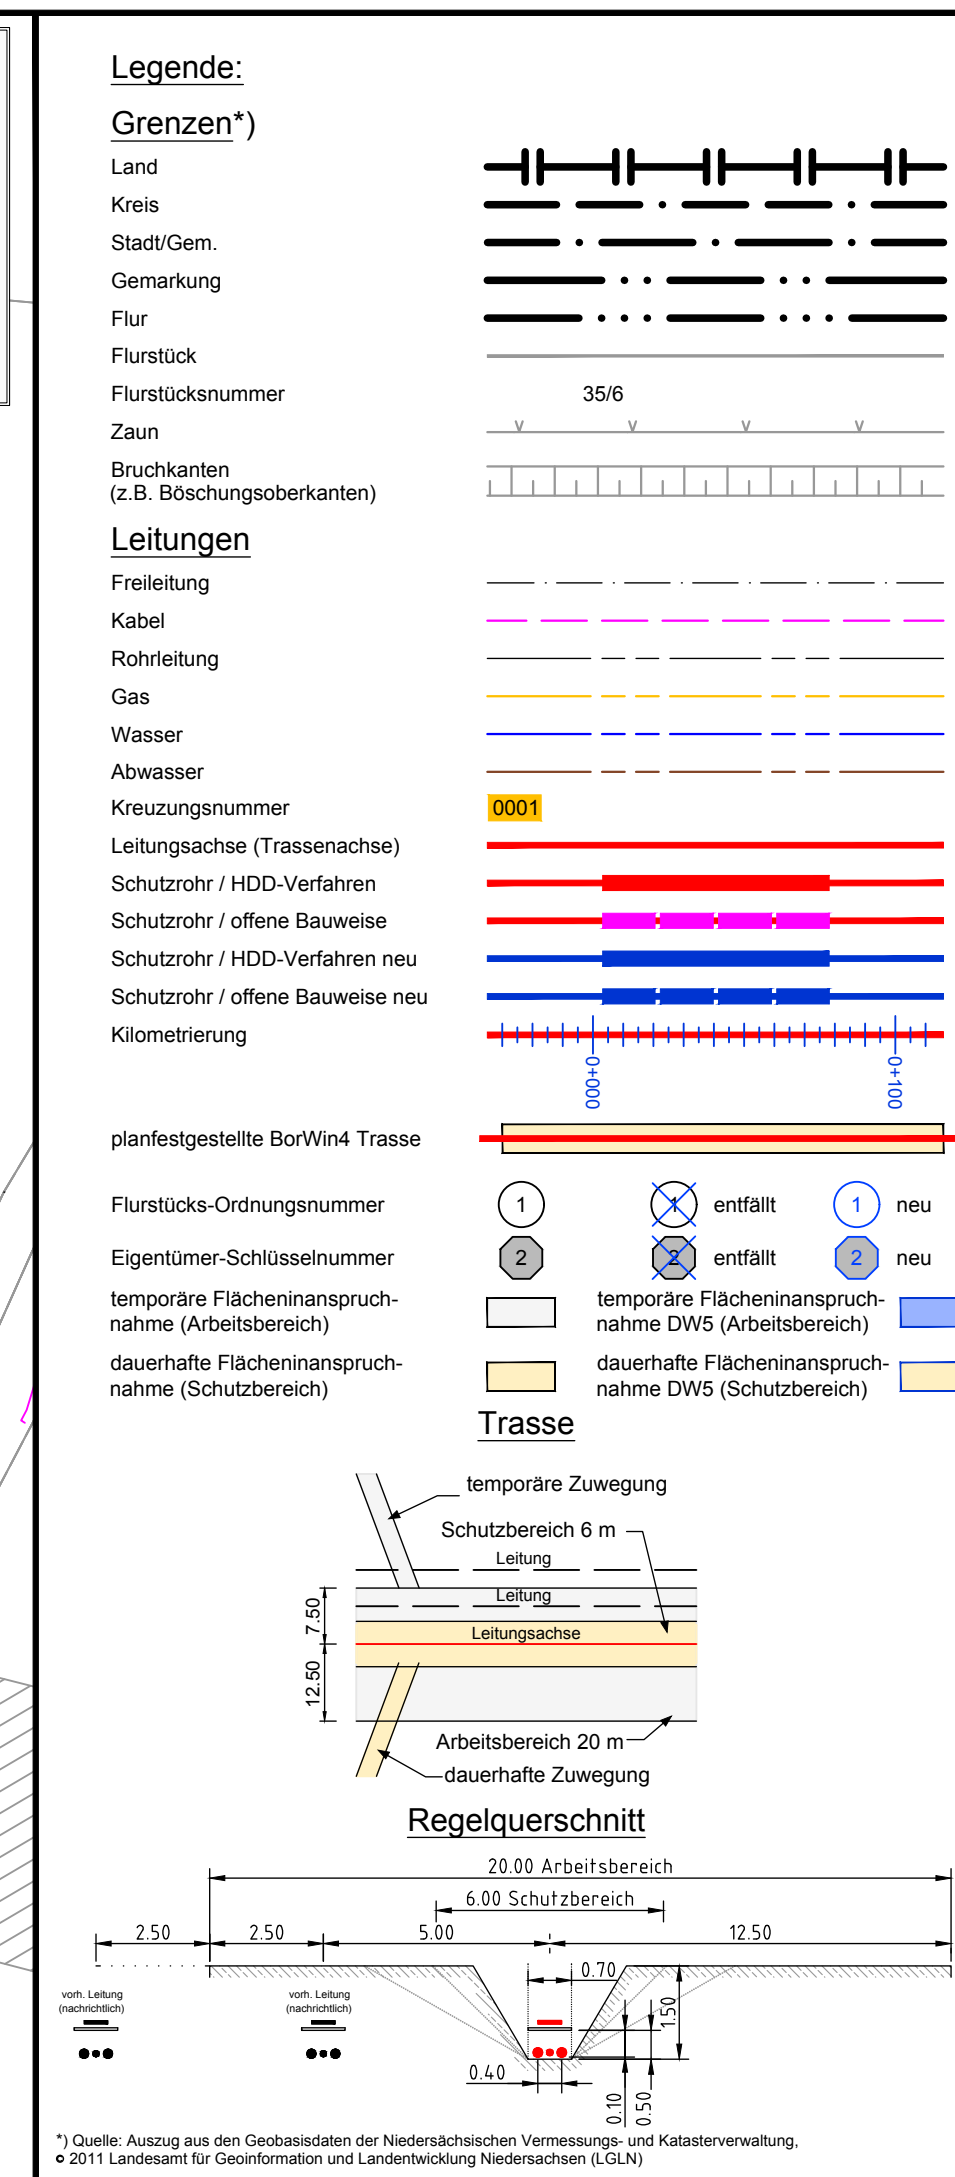 Legende:
Grenzen*)
Land
Kreis
Stadt/Gem.
Gemarkung
Flur
Flurstück
Flurstücksnummer 35/6
Zaun
Bruchkanten
(z.B. Böschungsoberkanten)
Leitungen
Freileitung
Kabel
Rohrleitung
Gas
Wasser
Abwasser
Kreuzungsnummer 0001
Leitungsachse (Trassenachse)
Schutzrohr / HDD-Verfahren
Schutzrohr / offene Bauweise
Schutzrohr / HDD-Verfahren neu
Schutzrohr / offene Bauweise neu
Kilometrierung
0+000 0+100
planfestgestellte BorWin4 Trasse
Flurstücks-Ordnungsnummer 1 1 entfällt 1 neu
Eigentümer-Schlüsselnummer 2 2 entfällt 2 neu
temporäre Flächeninanspruch-
nahme (Arbeitsbereich)
temporäre Flächeninanspruch-
nahme DW5 (Arbeitsbereich)
dauerhafte Flächeninanspruch-
nahme (Schutzbereich)
dauerhafte Flächeninanspruch-
nahme DW5 (Schutzbereich)
Trasse
temporäre Zuwegung
Schutzbereich 6 m
Leitung
Leitung
7.50
Leitungsachse
12.50
Arbeitsbereich 20 m
dauerhafte Zuwegung
Regelquerschnitt
20.00 Arbeitsbereich
6.00 Schutzbereich
2.50 2.50 5.00 12.50
0.70
vorh. Leitung
(nachrichtlich)
vorh. Leitung
(nachrichtlich)
1.50
0.40
0.10
0.50
*) Quelle: Auszug aus den Geobasisdaten der Niedersächsischen Vermessungs- und Katasterverwaltung,
© 2011 Landesamt für Geoinformation und Landentwicklung Niedersachsen (LGLN)